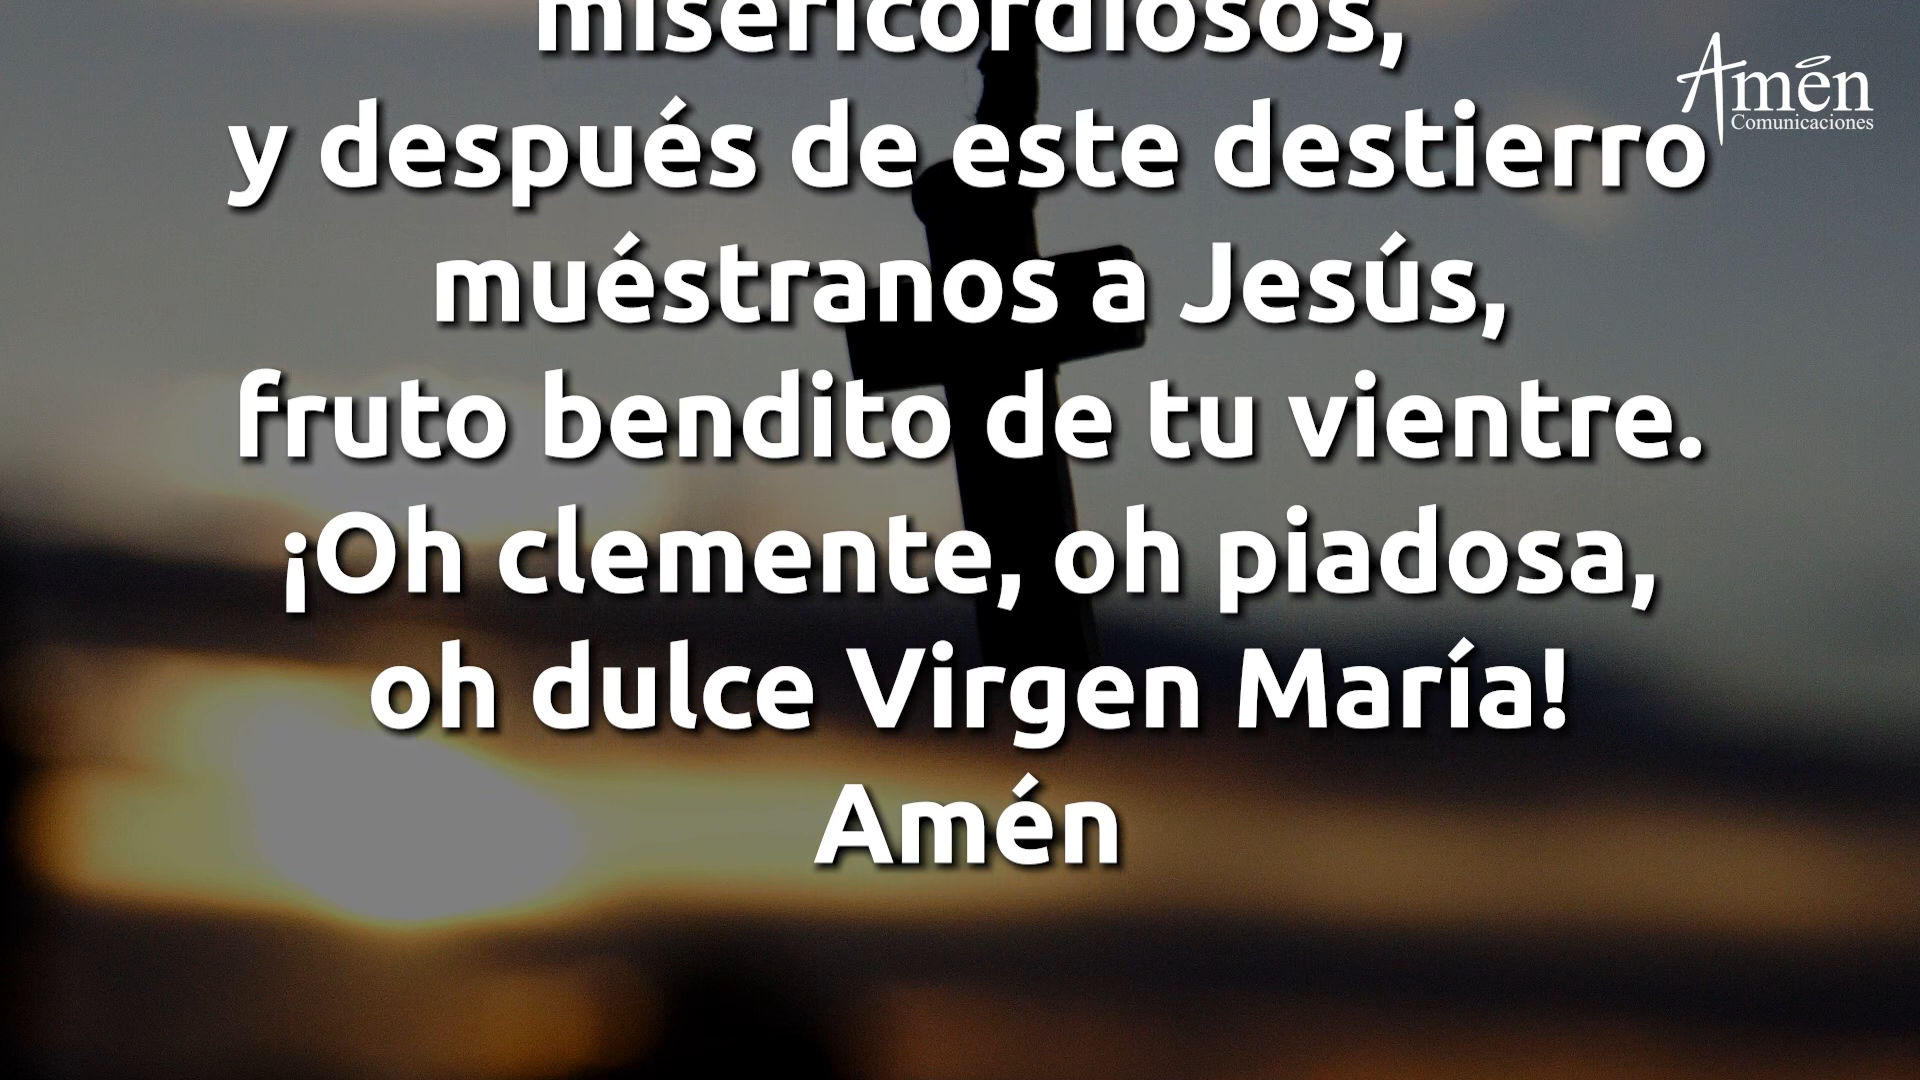 misericordiosos,
y después de este destierro
muéstranos a Jesús,
fruto bendito de tu vientre.
¡Oh clemente, oh piadosa,
oh dulce Virgen María!
Amén
Amén
Comunicaciones